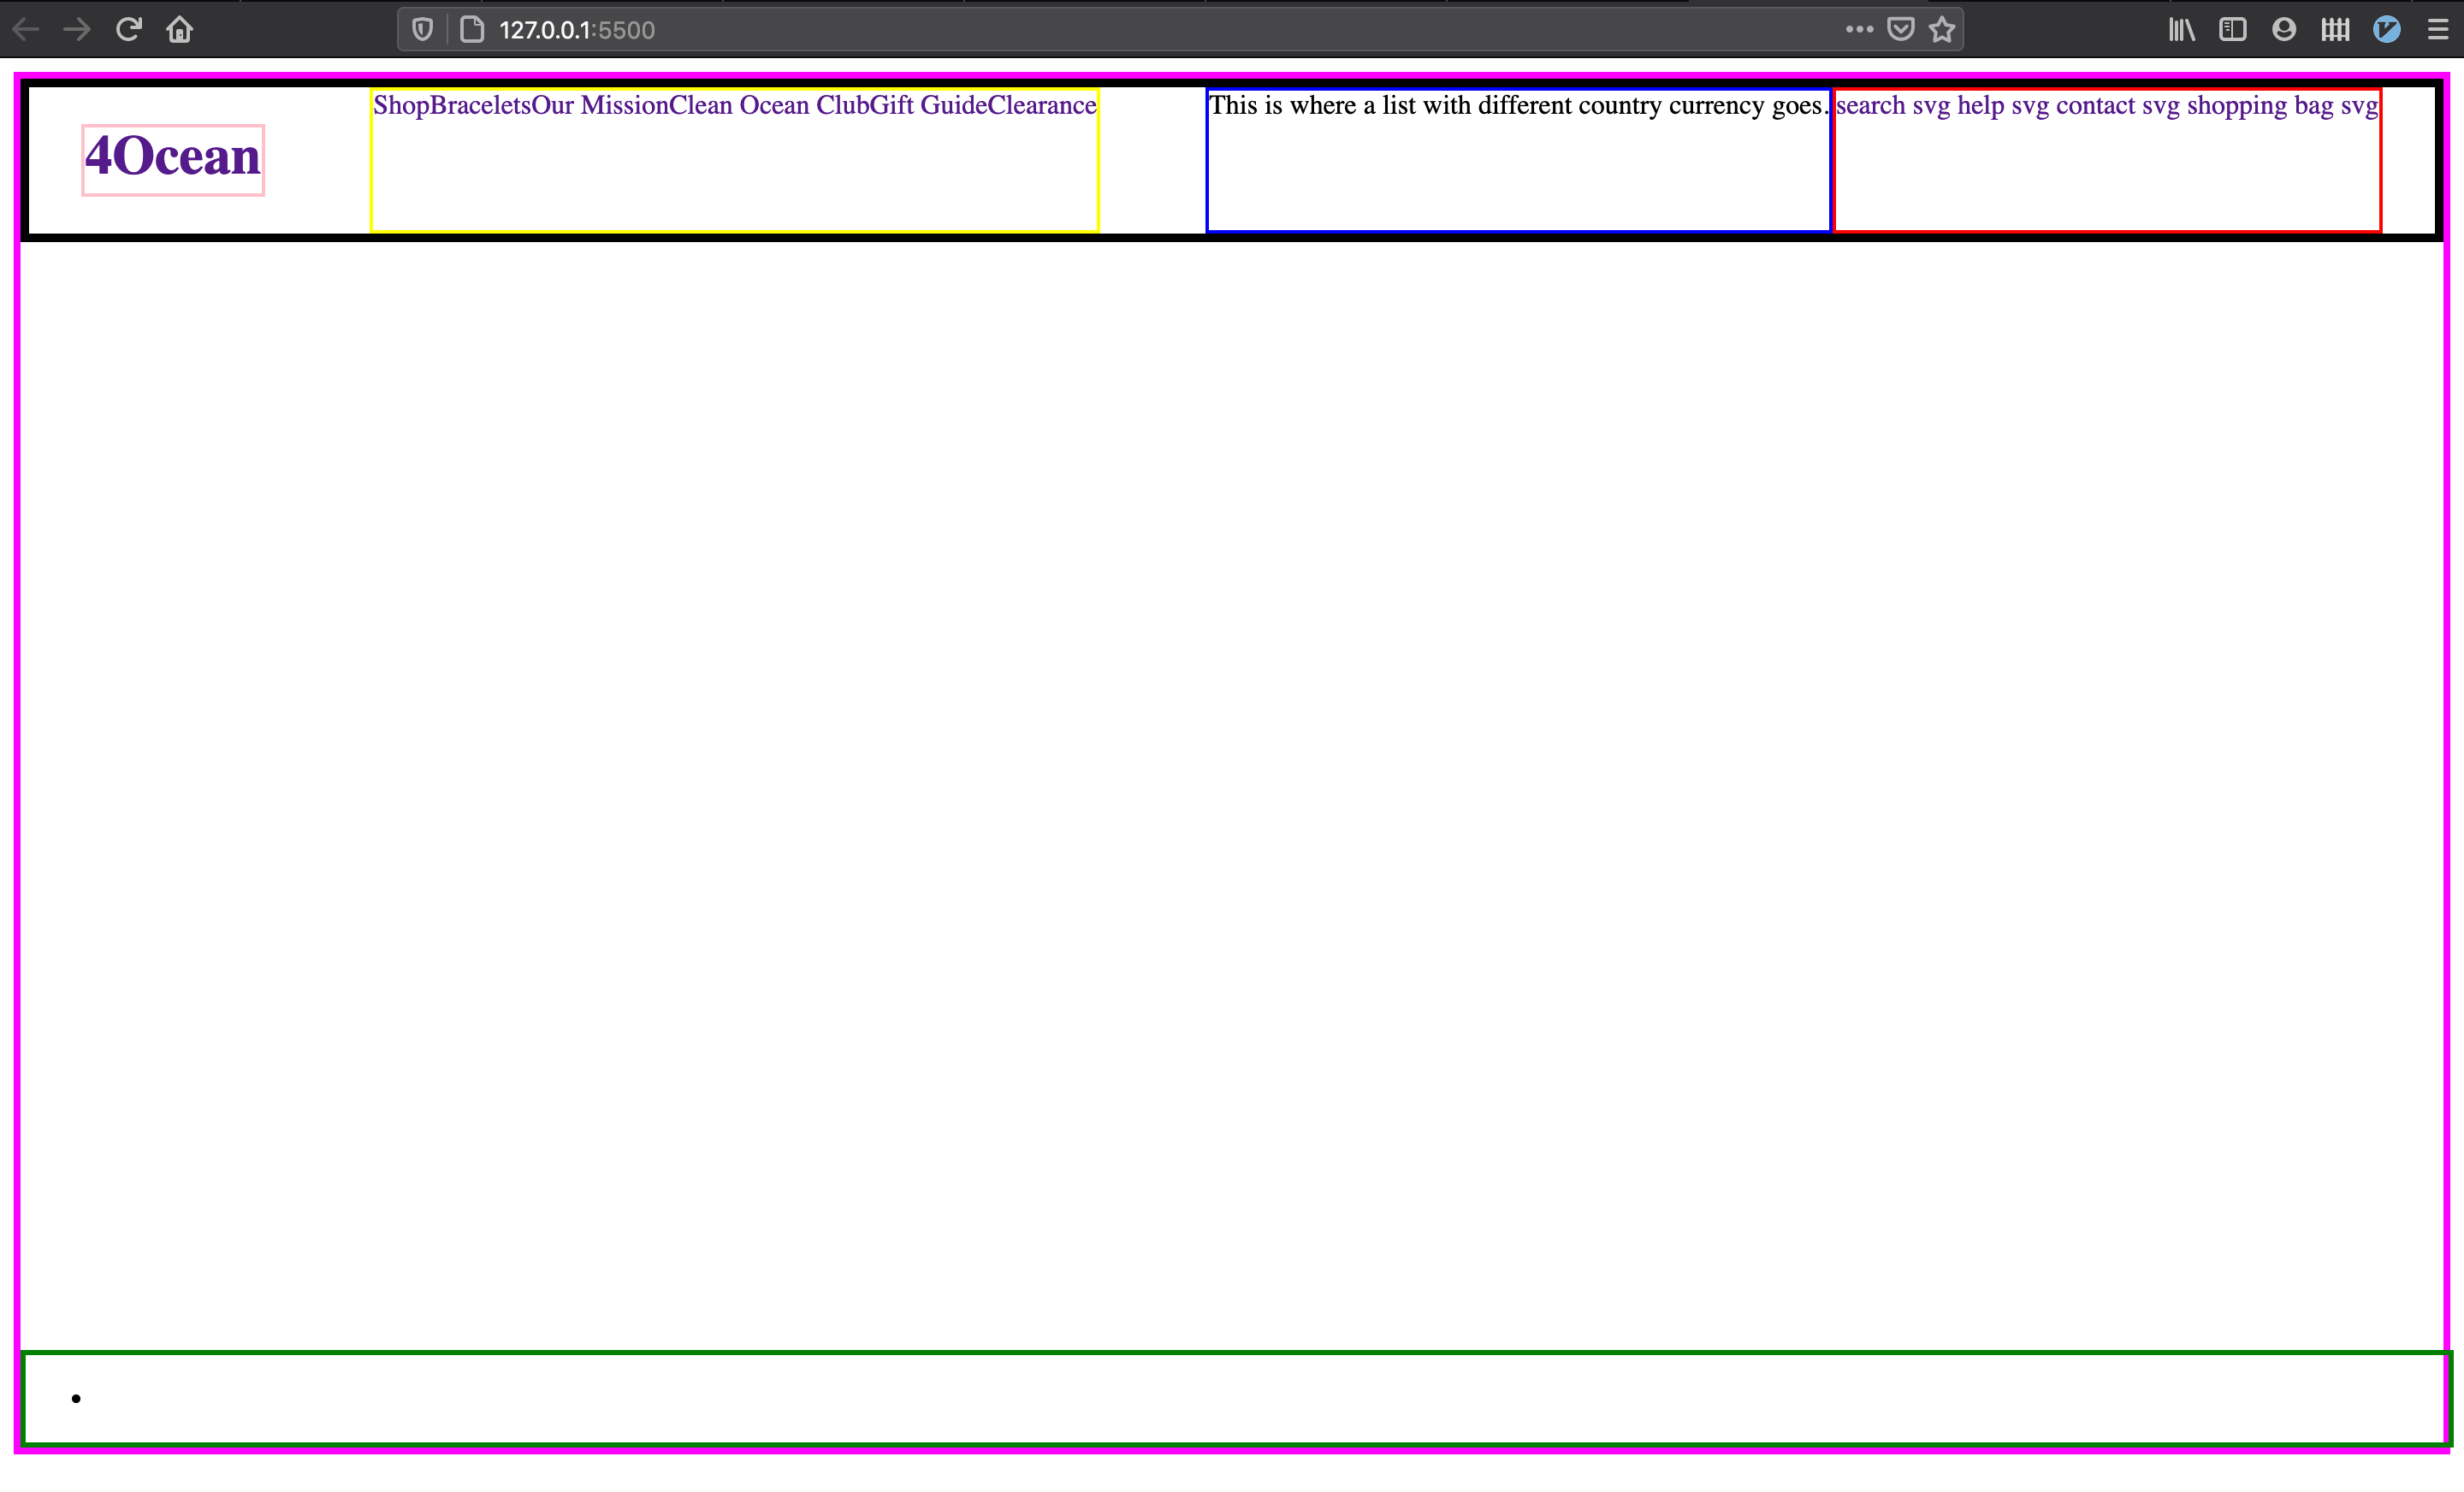 127.0.0.1:5500
ShopBraceletsOur MissionClean Ocean ClubGift GuideClearance
This is where a list with different country currency goes.
search svg help svg contact svg shopping bag svg
4Ocean